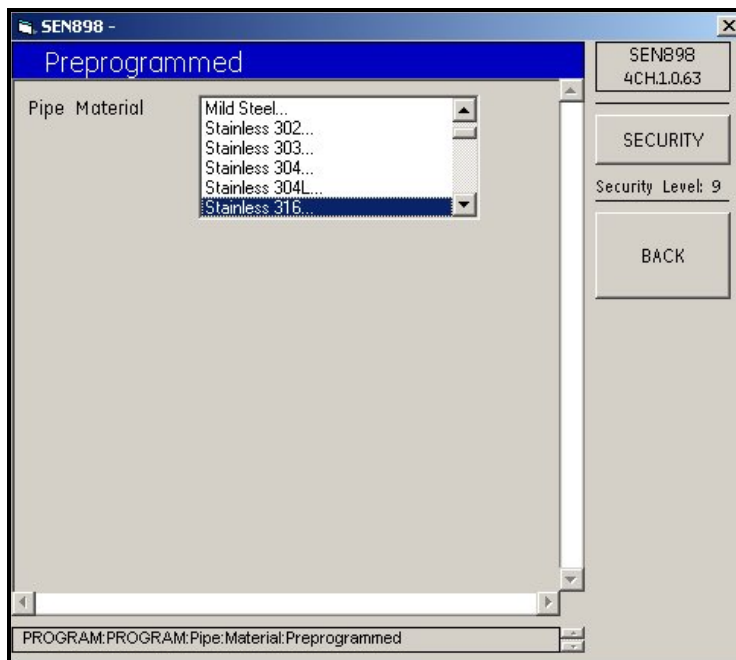 SEN898 -
Preprogrammed
SEN898
4CH.1.0.63
Pipe Material
Mild Steel...
Stainless 302...
Stainless 303...
Stainless 304...
Stainless 304L...
Stainless 316...
SECURITY
Security Level: 9
BACK
PROGRAM:PROGRAM:Pipe:Material:Preprogrammed